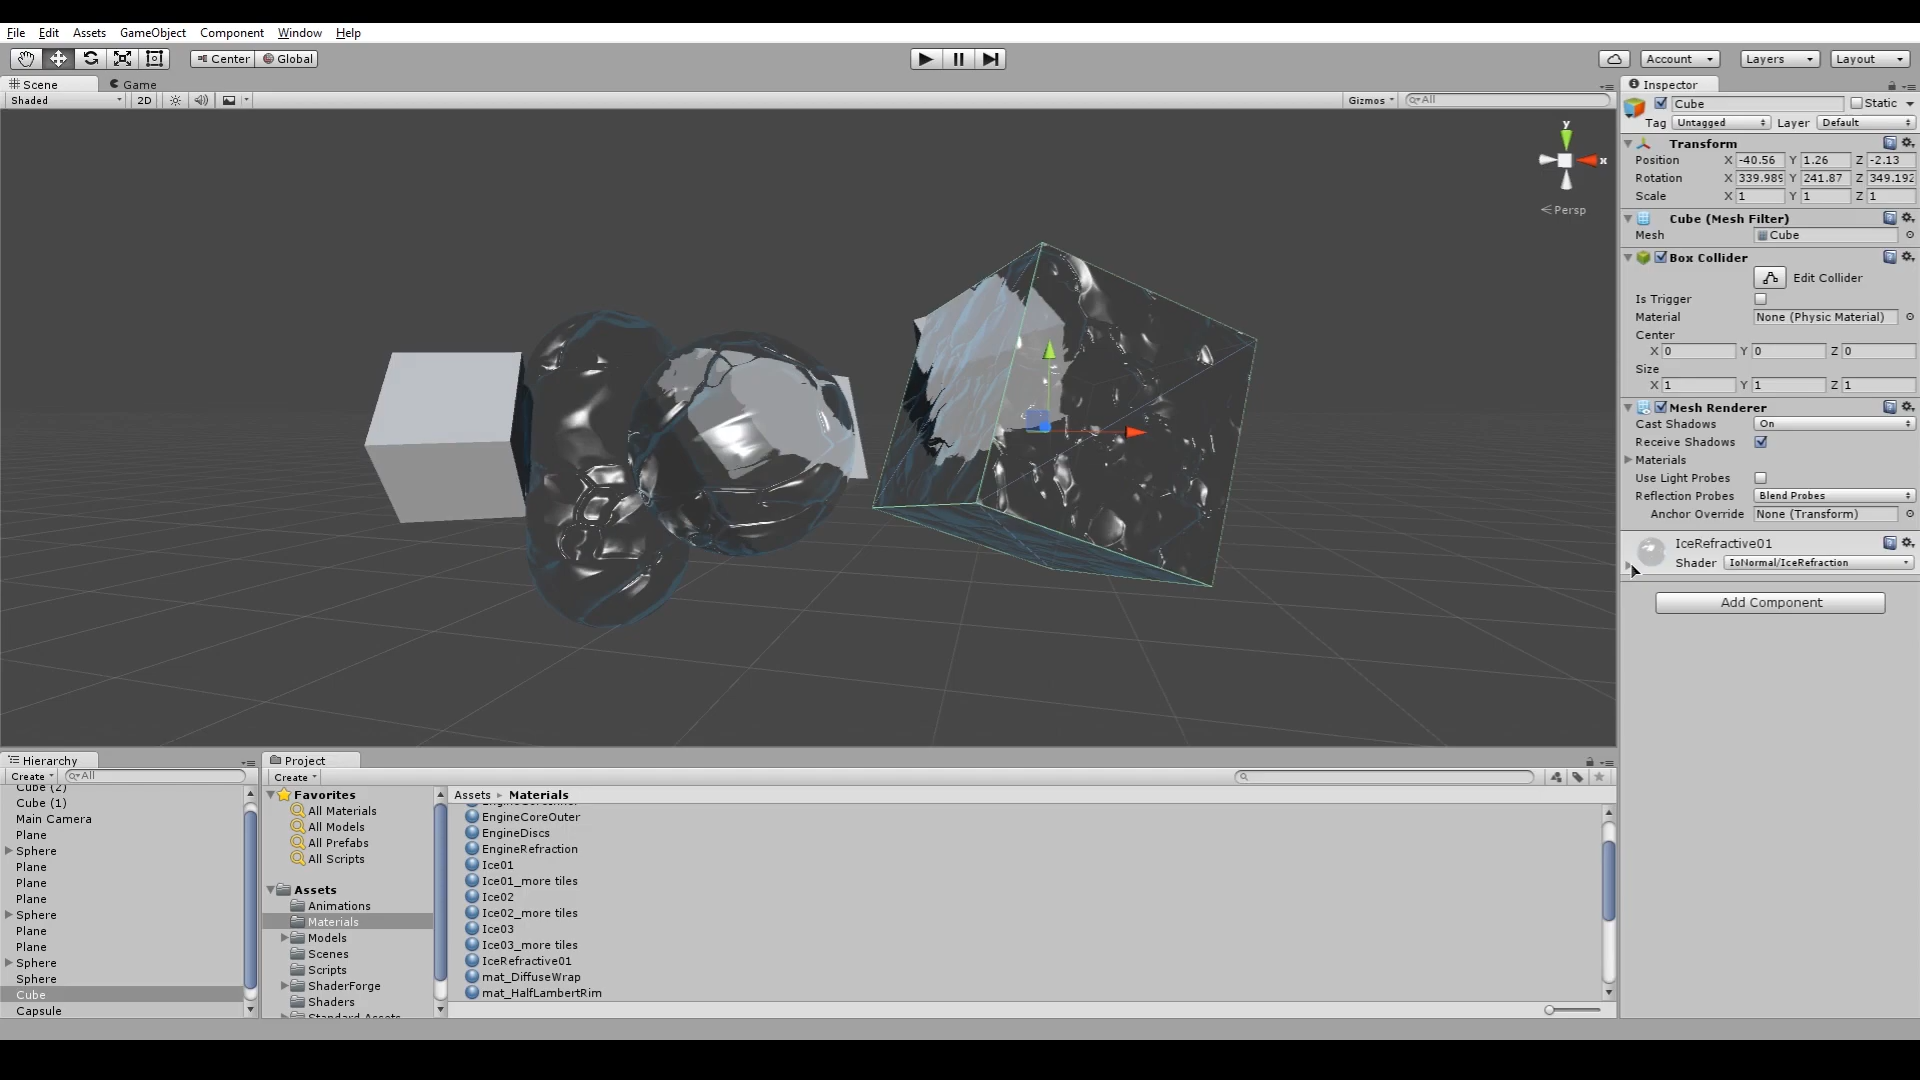 File Edit Assets GameObject Component Window Help
Center Global
Account Layers Layout
Scene Game
Shaded 2D Gizmos All
y
x
Persp
Inspector
Cube Static
Tag Untagged Layer Default
Transform
Position X -40.56 Y 1.26 Z -2.13
Rotation X 339.989 Y 241.87 Z 349.192
Scale X 1 Y 1 Z 1
Cube (Mesh Filter)
Mesh Cube
Box Collider
Edit Collider
Is Trigger
Material None (Physic Material)
Center
X 0 Y 0 Z 0
Size
X 1 Y 1 Z 1
Mesh Renderer
Cast Shadows On
Receive Shadows
Materials
Use Light Probes
Reflection Probes Blend Probes
Anchor Override None (Transform)
IceRefractive01
Shader IoNormal/IceRefraction
Add Component
Hierarchy
Create All
Cube (2)
Cube (1)
Main Camera
Plane
Sphere
Plane
Plane
Plane
Sphere
Plane
Plane
Sphere
Sphere
Cube
Capsule
Project
Create
Favorites
All Materials
All Models
All Prefabs
All Scripts
Assets
Animations
Materials
Models
Scenes
Scripts
ShaderForge
Shaders
Standard Assets
Assets Materials
EngineCoreOuter
EngineDiscs
EngineRefraction
Ice01
Ice01_more tiles
Ice02
Ice02_more tiles
Ice03
Ice03_more tiles
IceRefractive01
mat_DiffuseWrap
mat_HalfLambertRim